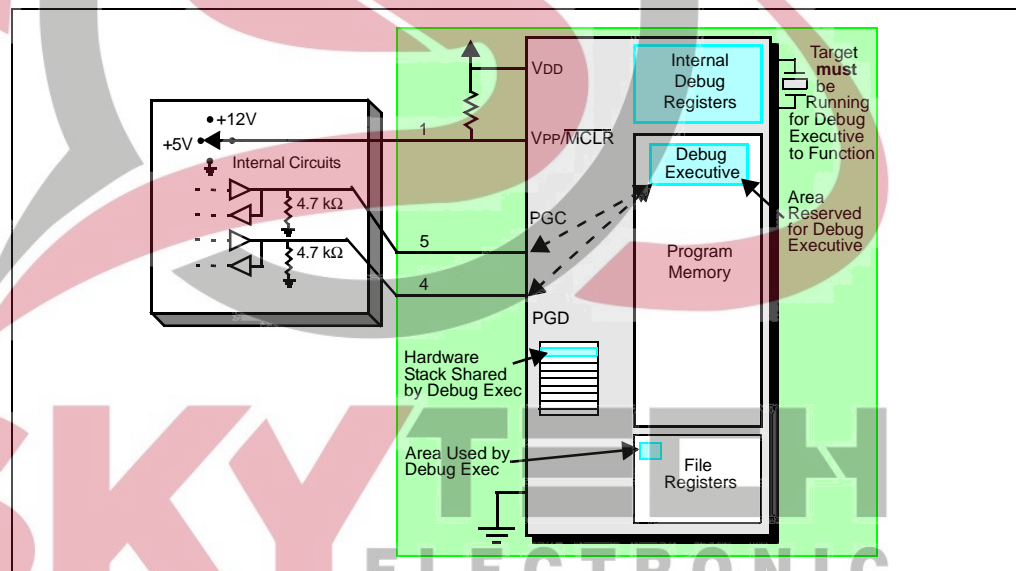 +12V
+5V
Internal Circuits
4.7 kΩ
4.7 kΩ
1
5
4
VDD
VPP/MCLR
PGC
PGD
Internal
Debug
Registers
Debug
Executive
Program
Memory
File
Registers
Hardware
Stack Shared
by Debug Exec
Area Used by
Debug Exec
Target
must
be
Running
for Debug
Executive
to Function
Area
Reserved
for Debug
Executive
SKYTECH
ELECTRONIC